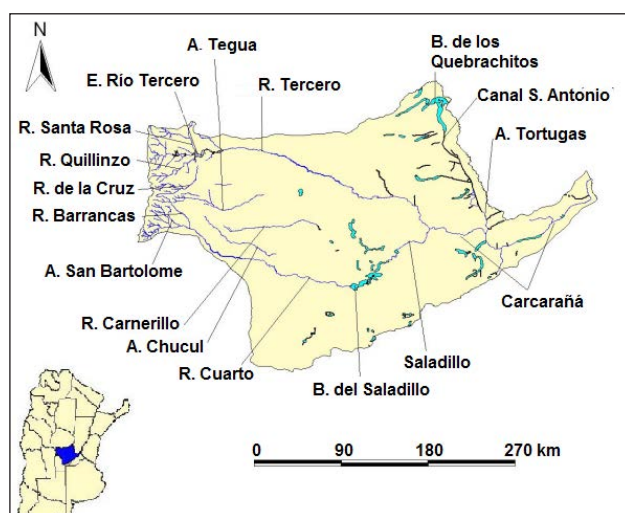 N
A. Tegua
B. de los
Quebrachitos
E. Río Tercero
R. Tercero
Canal S. Antonio
R. Santa Rosa
A. Tortugas
R. Quillinzo
R. de la Cruz
R. Barrancas
A. San Bartolome
31
Carcarañá
R. Carnerillo
A. Chucul
Saladillo
R. Cuarto
B. del Saladillo
0 90 180 270 km